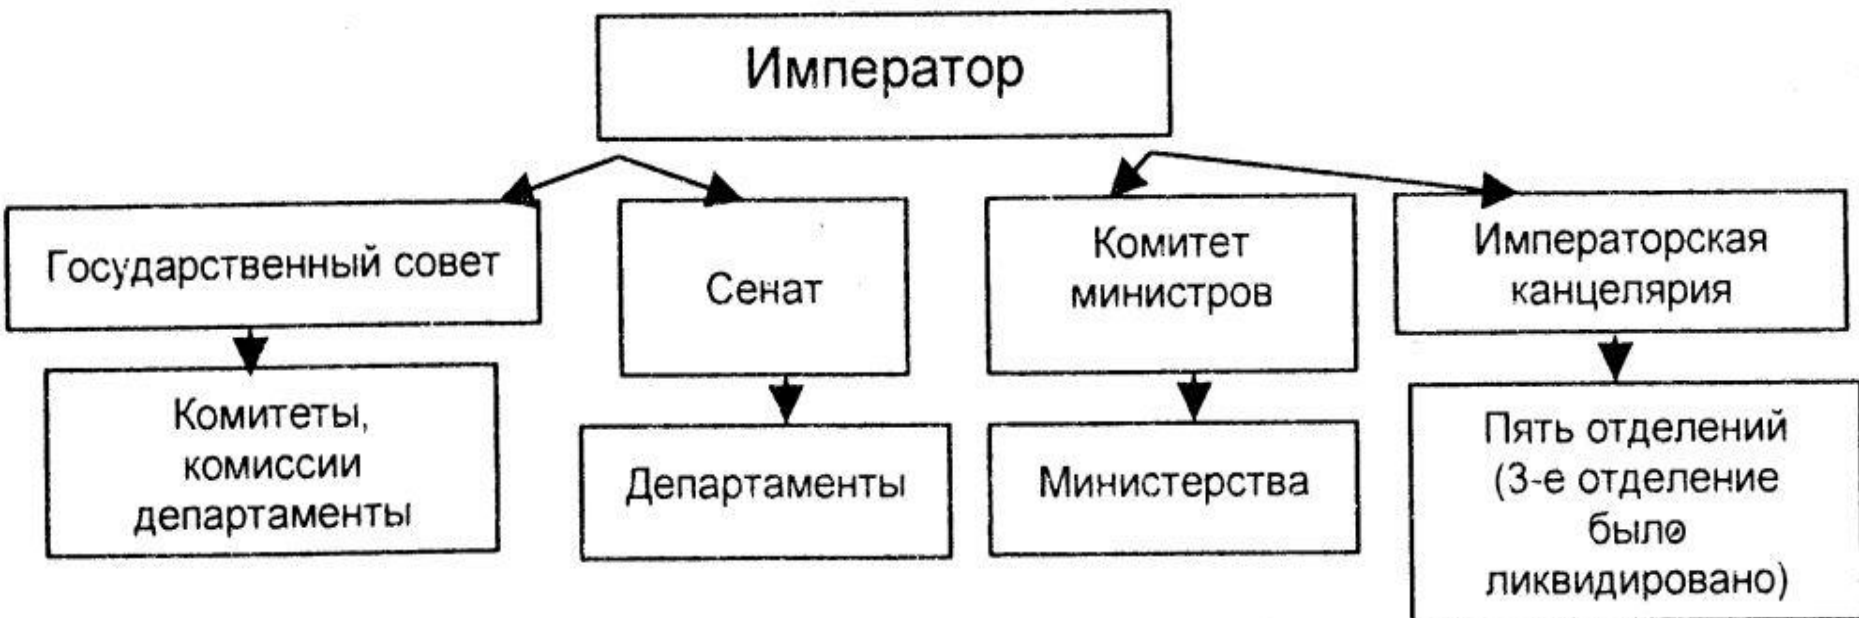 Император
Государственный совет
Сенат
Комитет
министров
Императорская
канцелярия
Комитеты,
комиссии
департаменты
Департаменты
Министерства
Пять отделений
(3-е отделение
было
ликвидировано)